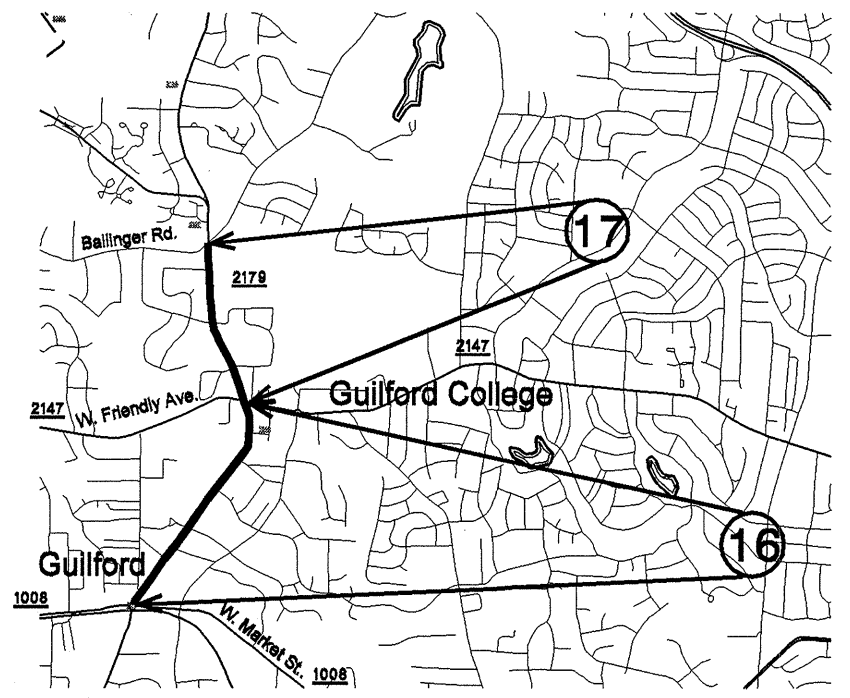 17
Ballinger Rd.
2179
2147
Guilford College
W. Friendly Ave.
2147
16
Guilford
1008
W. Market St.
1008